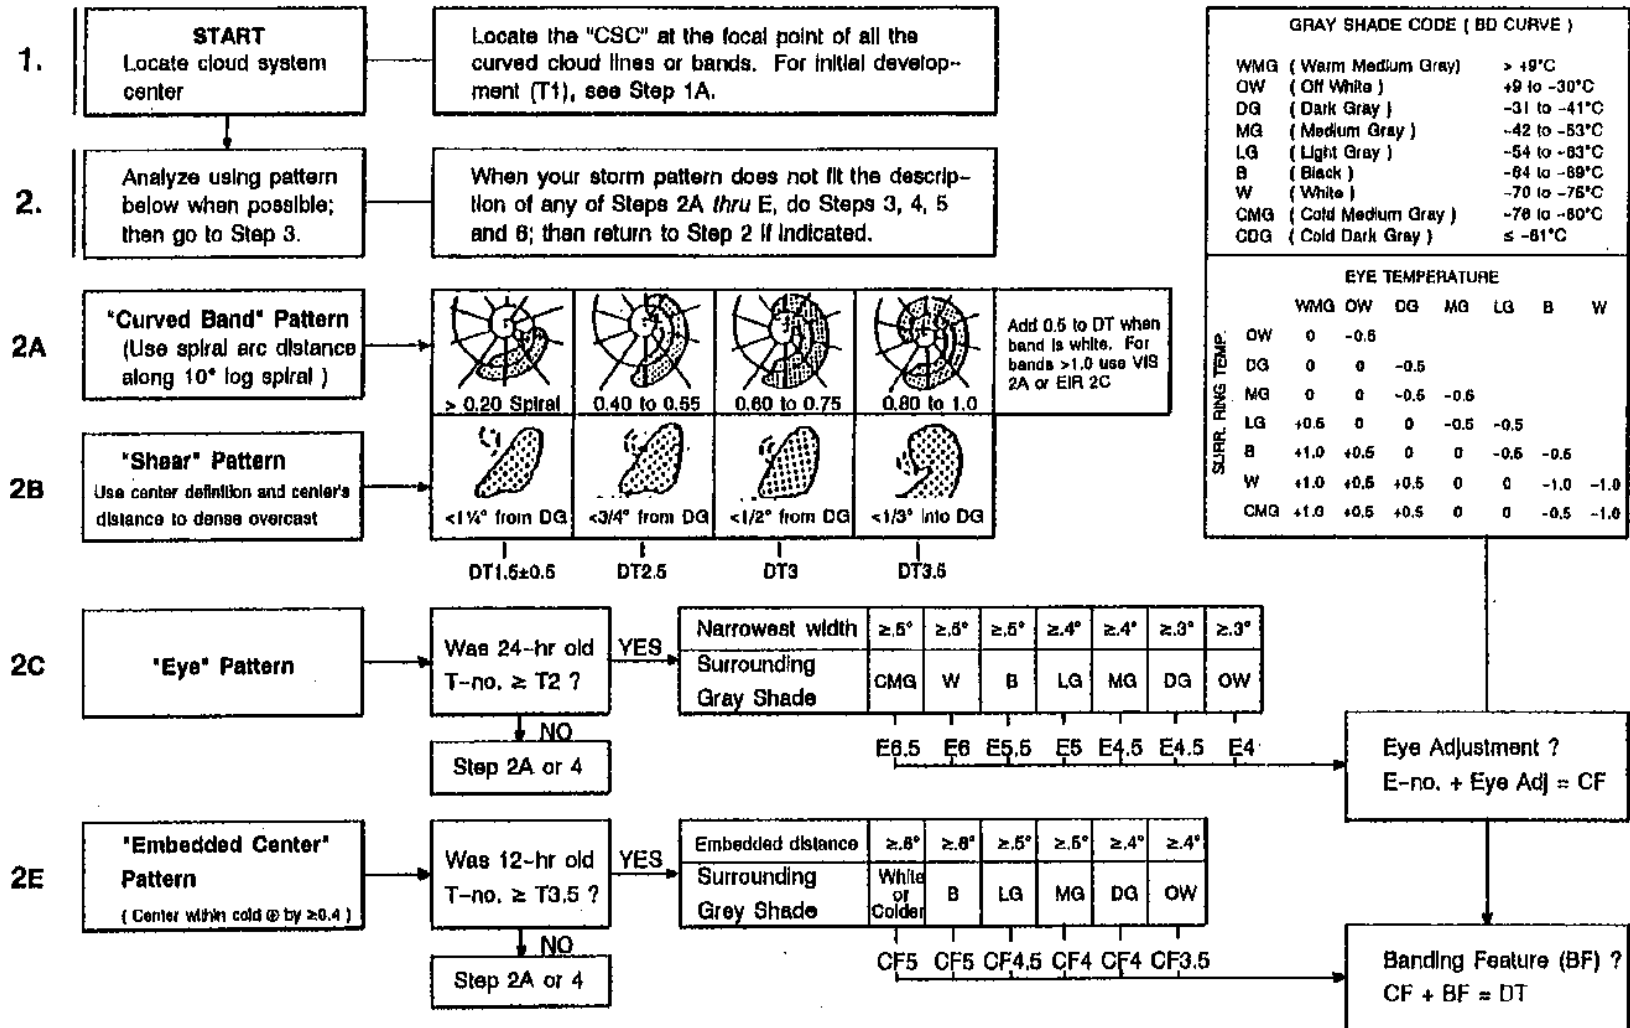 1.
START
Locate cloud system
center
Locate the "CSC" at the focal point of all the
curved cloud lines or bands. For initial develop-
ment (T1), see Step 1A.
2.
Analyze using pattern
below when possible;
then go to Step 3.
When your storm pattern does not fit the descrip-
tion of any of Steps 2A thru E, do Steps 3, 4, 5
and 6; then return to Step 2 if indicated.
GRAY SHADE CODE ( BD CURVE )
WMG ( Warm Medium Gray) > +9°C
OW ( Off White ) +9 to -30°C
DG ( Dark Gray ) -31 to -41°C
MG ( Medium Gray ) -42 to -53°C
LG ( Light Gray ) -54 to -63°C
B ( Black ) -64 to -69°C
W ( White ) -70 to -75°C
CMG ( Cold Medium Gray ) -76 to -80°C
CDG ( Cold Dark Gray ) ≤ -81°C
EYE TEMPERATURE
WMG OW DG MG LG B W
SURR. RING TEMP.
OW 0 -0.5
DG 0 0 -0.5
MG 0 0 -0.5 -0.5
LG +0.5 0 0 -0.5 -0.5
B +1.0 +0.5 0 0 -0.5 -0.5
W +1.0 +0.5 +0.5 0 0 -1.0 -1.0
CMG +1.0 +0.5 +0.5 0 0 -0.5 -1.0
2A
"Curved Band" Pattern
(Use spiral arc distance
along 10° log spiral )
> 0.20 Spiral
0.40 to 0.55
0.60 to 0.75
0.80 to 1.0
Add 0.5 to DT when
band is white. For
bands >1.0 use VIS
2A or EIR 2C
2B
"Shear" Pattern
Use center definition and center's
distance to dense overcast
<1¼° from DG
<3/4° from DG
<1/2° from DG
<1/3° into DG
DT1.5±0.5
DT2.5
DT3
DT3.5
2C
"Eye" Pattern
Was 24-hr old
T-no. ≥ T2 ?
YES
NO
Step 2A or 4
Narrowest width ≥.5° ≥.5° ≥.5° ≥.4° ≥.4° ≥.3° ≥.3°
Surrounding
Gray Shade
CMG W B LG MG DG OW
E6.5 E6 E5.5 E5 E4.5 E4.5 E4
Eye Adjustment ?
E-no. + Eye Adj = CF
2E
"Embedded Center"
Pattern
( Center within cold ⊕ by ≥0.4 )
Was 12-hr old
T-no. ≥ T3.5 ?
YES
NO
Step 2A or 4
Embedded distance ≥.6° ≥.6° ≥.5° ≥.5° ≥.4° ≥.4°
Surrounding
Grey Shade
White
or
Colder
B LG MG DG OW
CF5 CF5 CF4.5 CF4 CF4 CF3.5
Banding Feature (BF) ?
CF + BF = DT